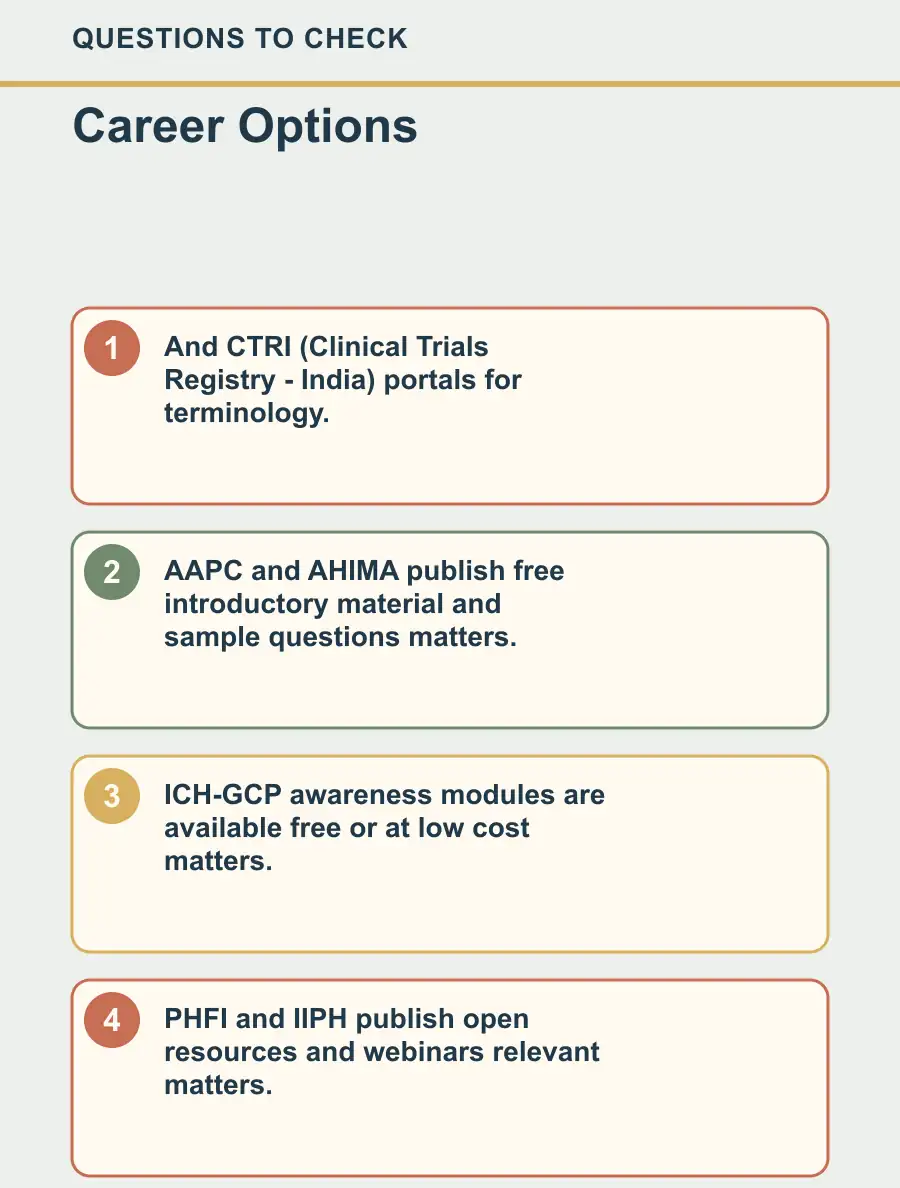 QUESTIONS TO CHECK
Career Options
1
And CTRI (Clinical Trials
Registry - India) portals for
terminology.
2
AAPC and AHIMA publish free
introductory material and
sample questions matters.
3
ICH-GCP awareness modules are
available free or at low cost
matters.
4
PHFI and IIPH publish open
resources and webinars relevant
matters.